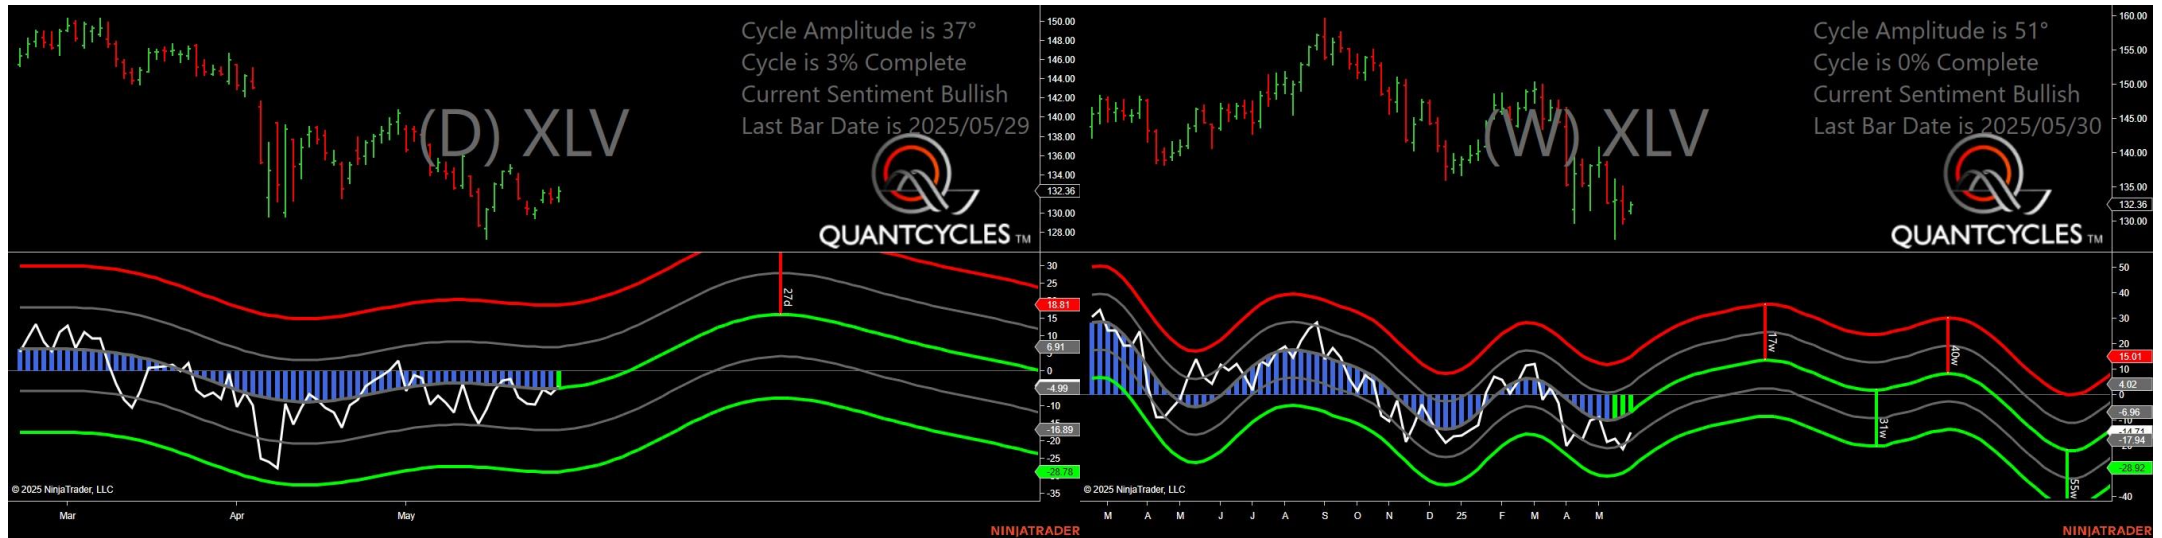 Cycle Amplitude is 37°
Cycle is 3% Complete
Current Sentiment Bullish
Last Bar Date is 2025/05/29
(D) XLV
QUANTCYCLES TM
150.00
148.00
146.00
144.00
142.00
140.00
138.00
136.00
134.00
132.36
130.00
128.00
27d
30
25
18.81
15
10
6.91
0
-4.99
-10
-16.89
-20
-25
-28.78
-35
© 2025 NinjaTrader, LLC
Mar
Apr
May
NINJATRADER
Cycle Amplitude is 51°
Cycle is 0% Complete
Current Sentiment Bullish
Last Bar Date is 2025/05/30
(W) XLV
QUANTCYCLES TM
160.00
155.00
150.00
145.00
140.00
135.00
132.36
130.00
17w
31w
40w
55w
50
40
30
20
15.01
10
4.02
0
-6.96
-10
-14.71
-17.94
-28.92
-40
© 2025 NinjaTrader, LLC
M A M J J A S O N D 25 F M A M
NINJATRADER